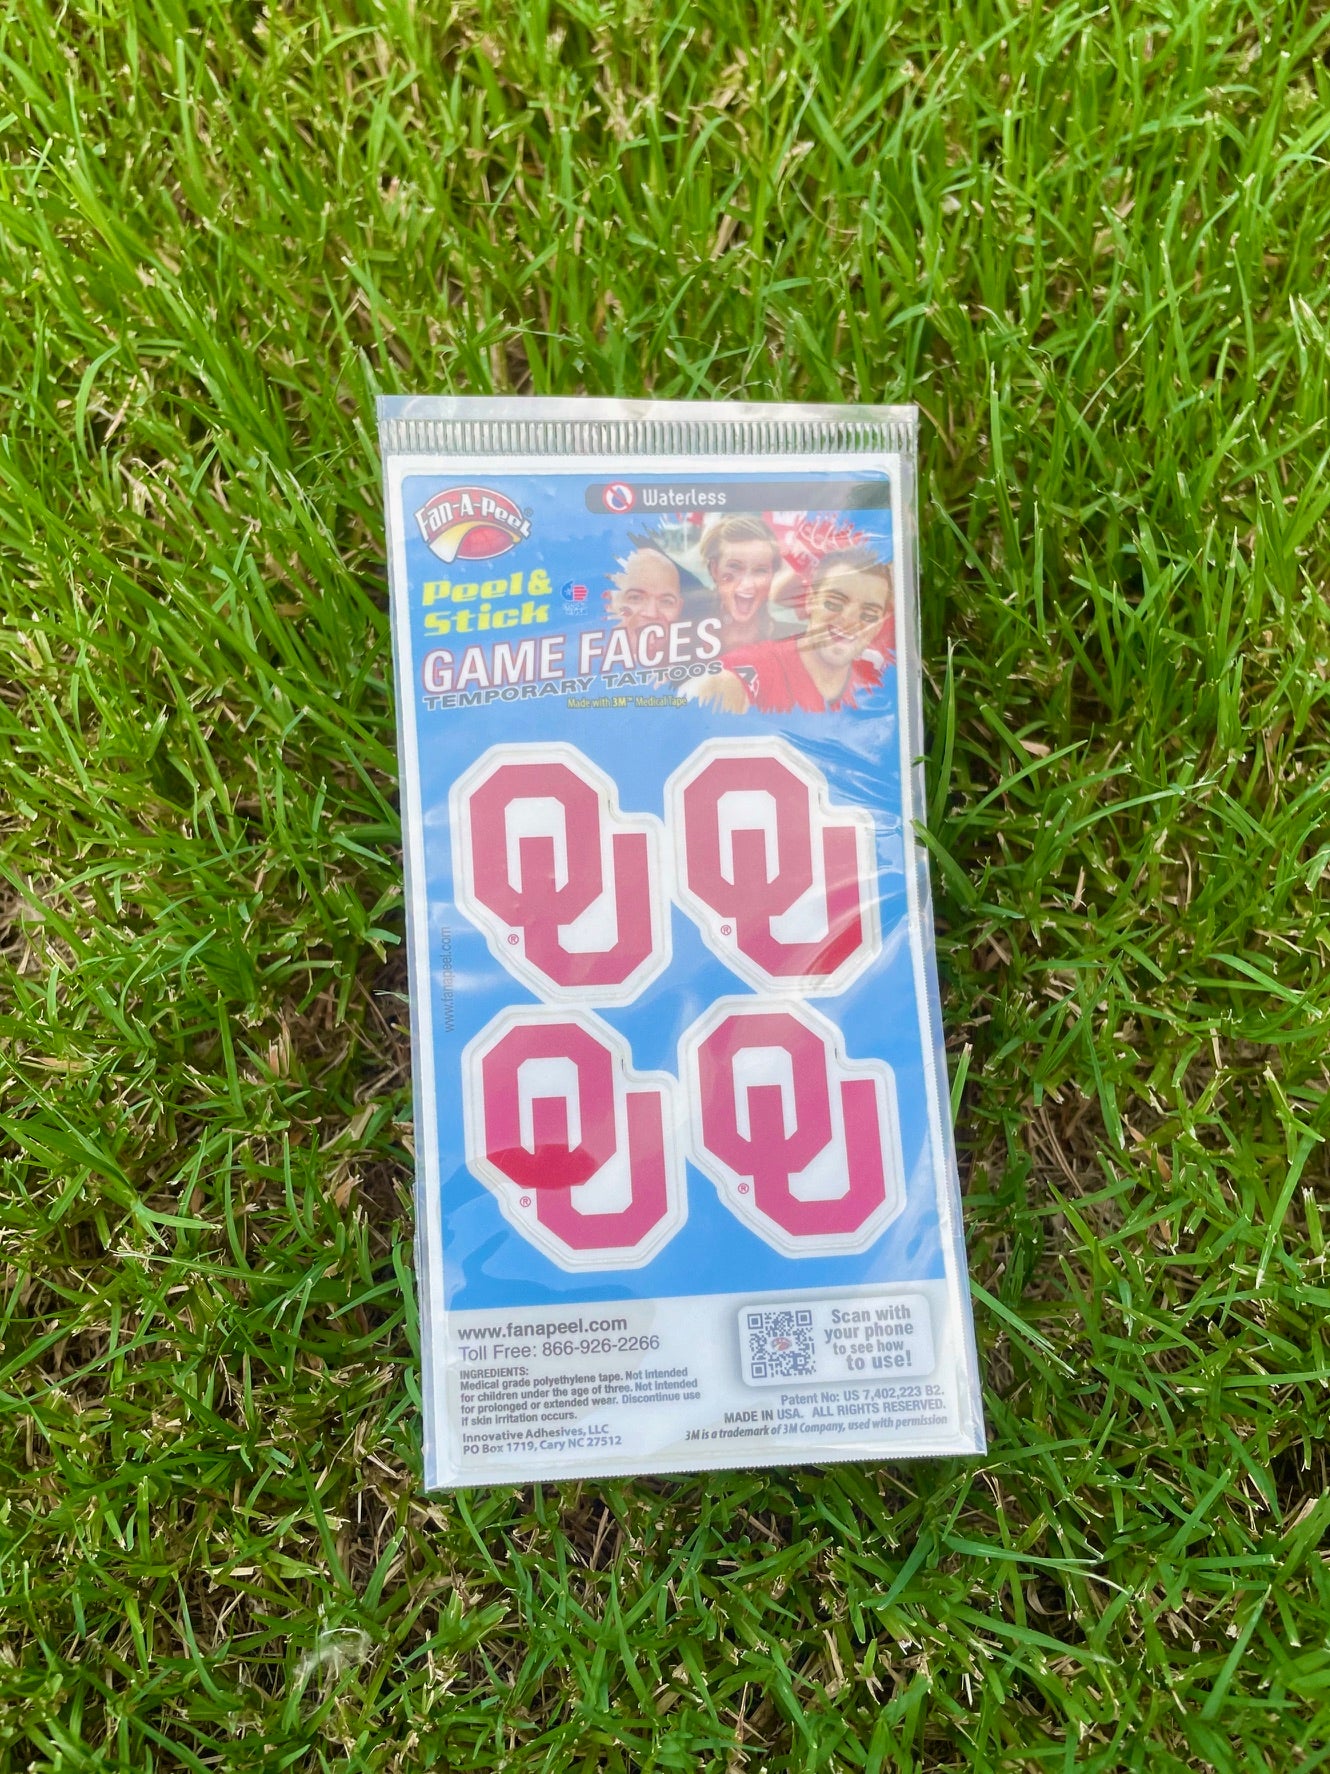 Waterless
Fan-A-Peel®
Peel &
Stick
GAME FACES
TEMPORARY TATTOOS
Made with 3M™ Medical Tape
OU
®
OU
®
www.fanapeel.com
OU
®
OU
®
www.fanapeel.com
Toll Free: 866-926-2266
INGREDIENTS:
Medical grade polyethylene tape. Not intended
for children under the age of three. Not intended
for prolonged or extended wear. Discontinue use
if skin irritation occurs.
Innovative Adhesives, LLC
PO Box 1719, Cary NC 27512
Scan with
your phone
to see how
to use!
Patent No: US 7,402,223 B2.
MADE IN USA. ALL RIGHTS RESERVED.
3M is a trademark of 3M Company, used with permission